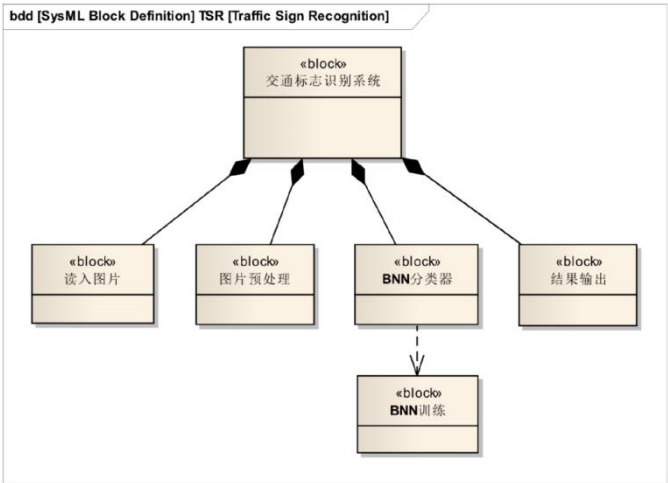 bdd [SysML Block Definition] TSR [Traffic Sign Recognition]
«block»
交通标志识别系统
«block»
读入图片
«block»
图片预处理
«block»
BNN分类器
«block»
结果输出
«block»
BNN训练